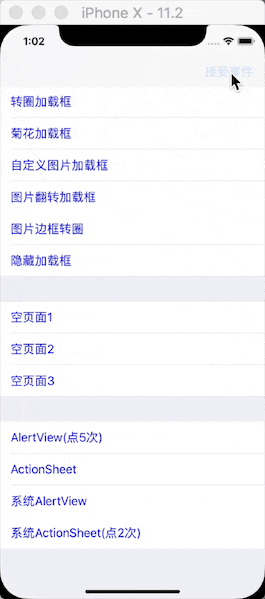 iPhone X - 11.2
1:02
接受事件
转圈加载框
菊花加载框
自定义图片加载框
图片翻转加载框
图片边框转圈
隐藏加载框
空页面1
空页面2
空页面3
AlertView(点5次)
ActionSheet
系统AlertView
系统ActionSheet(点2次)